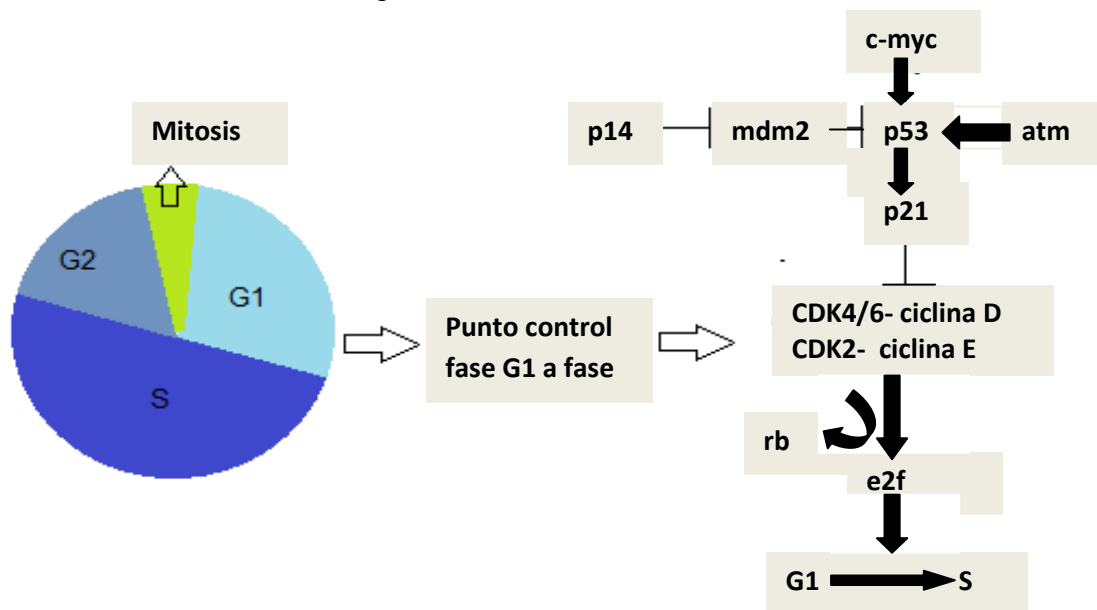 c-myc
Mitosis
p14
mdm2
p53
atm
p21
G2
G1
S
Punto control
fase G1 a fase
CDK4/6- ciclina D
CDK2- ciclina E
rb
e2f
G1
S